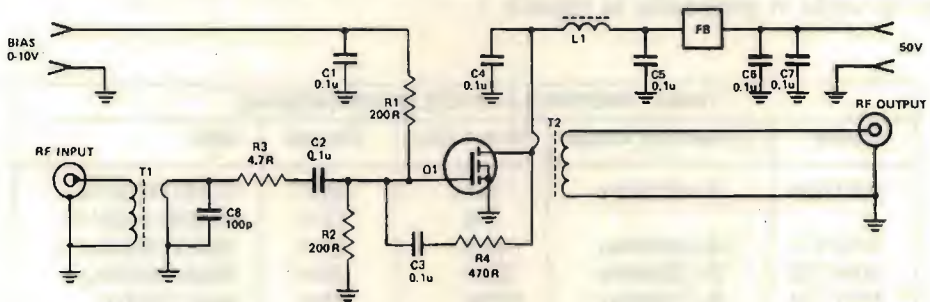 BIAS
0-10V
C1
0.1u
R1
200R
C4
0.1u
L1
C5
0.1u
FB
C6
0.1u
C7
0.1u
50V
RF OUTPUT
RF INPUT
T1
C8
100p
R3
4.7R
C2
0.1u
R2
200R
Q1
C3
0.1u
R4
470R
T2